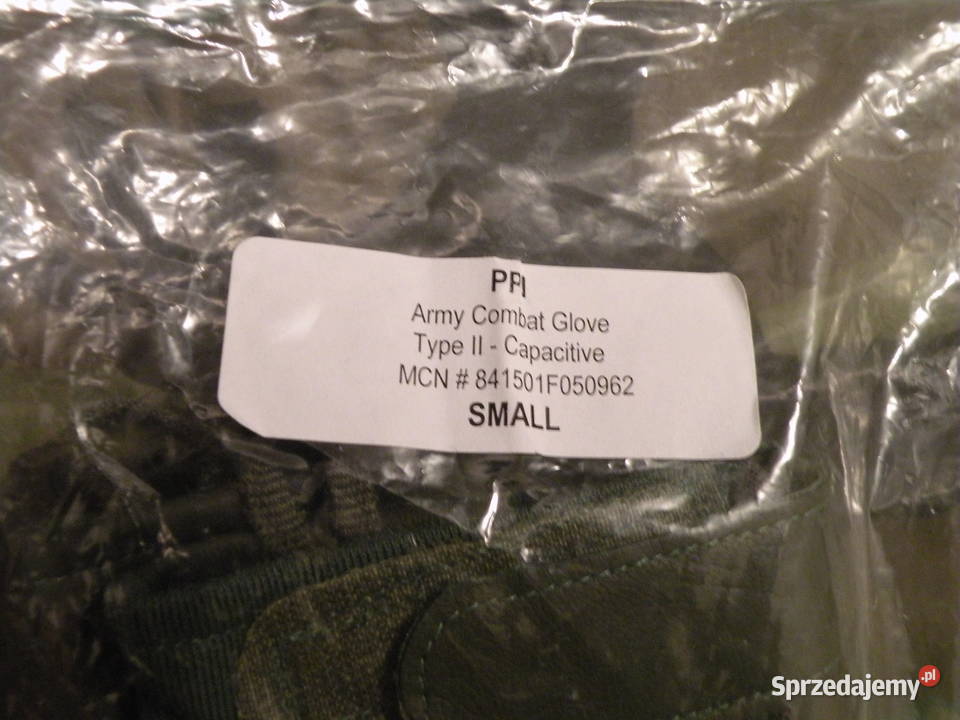 PPI
Army Combat Glove
Type II - Capacitive
MCN # 841501F050962
SMALL
Sprzedajemy.pl